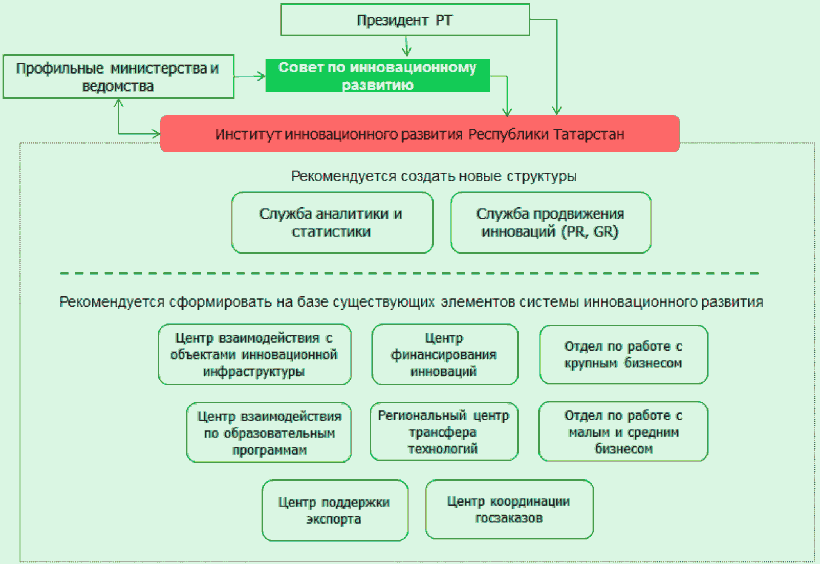 Президент РТ
Профильные министерства и
ведомства
Совет по инновационному
развитию
Институт инновационного развития Республики Татарстан
Рекомендуется создать новые структуры
Служба аналитики и
статистики
Служба продвижения
инноваций (PR, GR)
Рекомендуется сформировать на базе существующих элементов системы инновационного развития
Центр взаимодействия с
объектами инновационной
инфраструктуры
Центр
финансирования
инноваций
Отдел по работе с
крупным бизнесом
Центр взаимодействия
по образовательным
программам
Региональный центр
трансфера
технологий
Отдел по работе с
малым и средним
бизнесом
Центр поддержки
экспорта
Центр координации
госзаказов